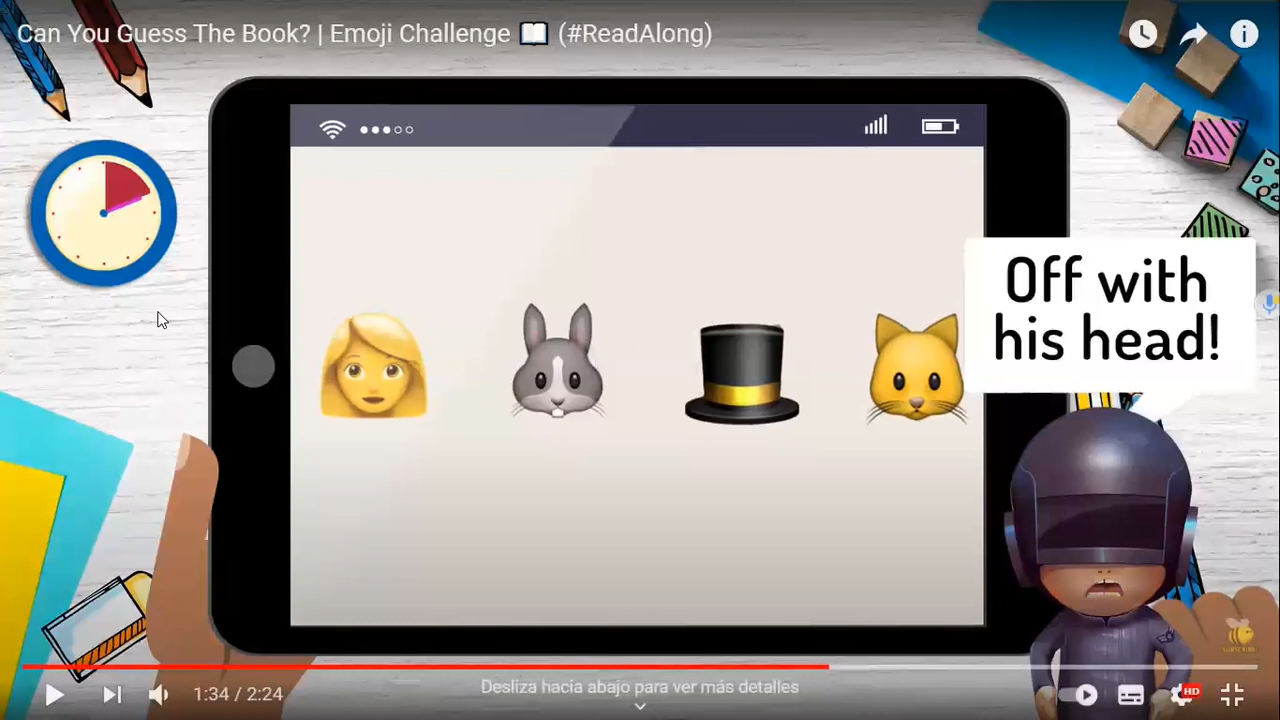 Can You Guess The Book? | Emoji Challenge 📖 (#ReadAlong)
Off with
his head!
1:34 / 2:24
Desliza hacia abajo para ver más detalles
HD